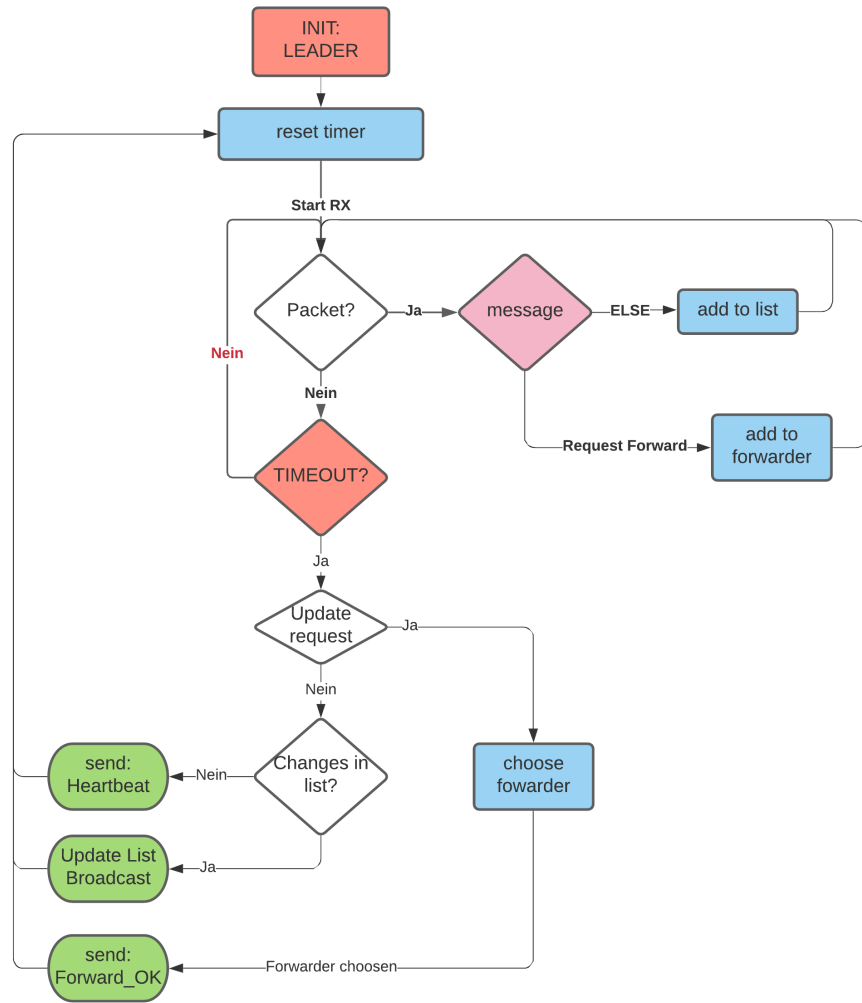 INIT:
LEADER
reset timer
Start RX
Packet?
Ja
message
ELSE
add to list
Nein
Nein
Request Forward
add to
forwarder
TIMEOUT?
Ja
Update
request
Ja
Nein
send:
Heartbeat
Nein
Changes in
list?
choose
fowarder
Update List
Broadcast
Ja
send:
Forward_OK
Forwarder choosen